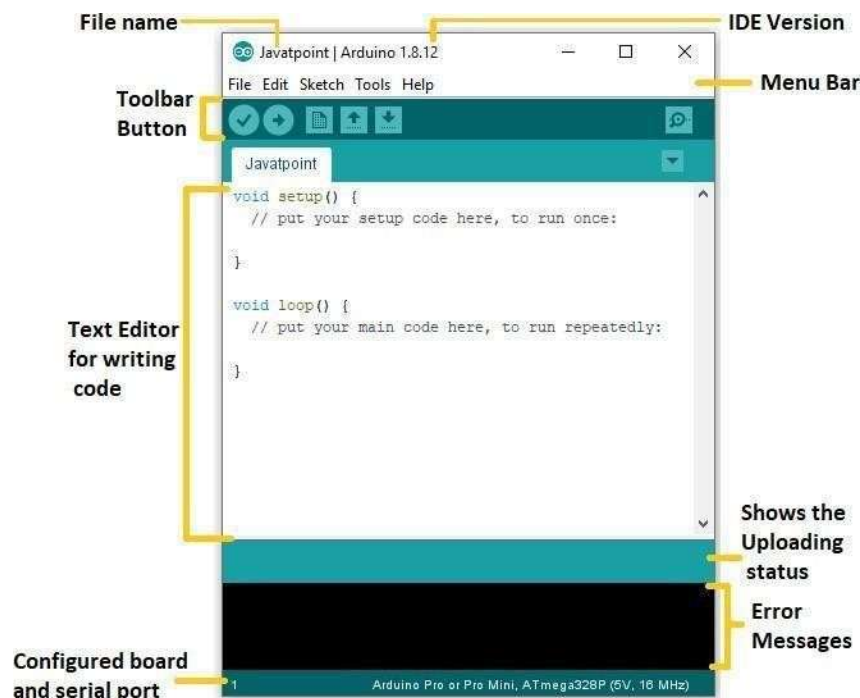 File name
IDE Version
Javatpoint | Arduino 1.8.12
File Edit Sketch Tools Help
Menu Bar
Toolbar
Button
Javatpoint
void setup() {
// put your setup code here, to run once:
}
void loop() {
// put your main code here, to run repeatedly:
}
Text Editor
for writing
code
Shows the
Uploading
status
Error
Messages
Configured board
and serial port
1
Arduino Pro or Pro Mini, ATmega328P (5V, 16 MHz)